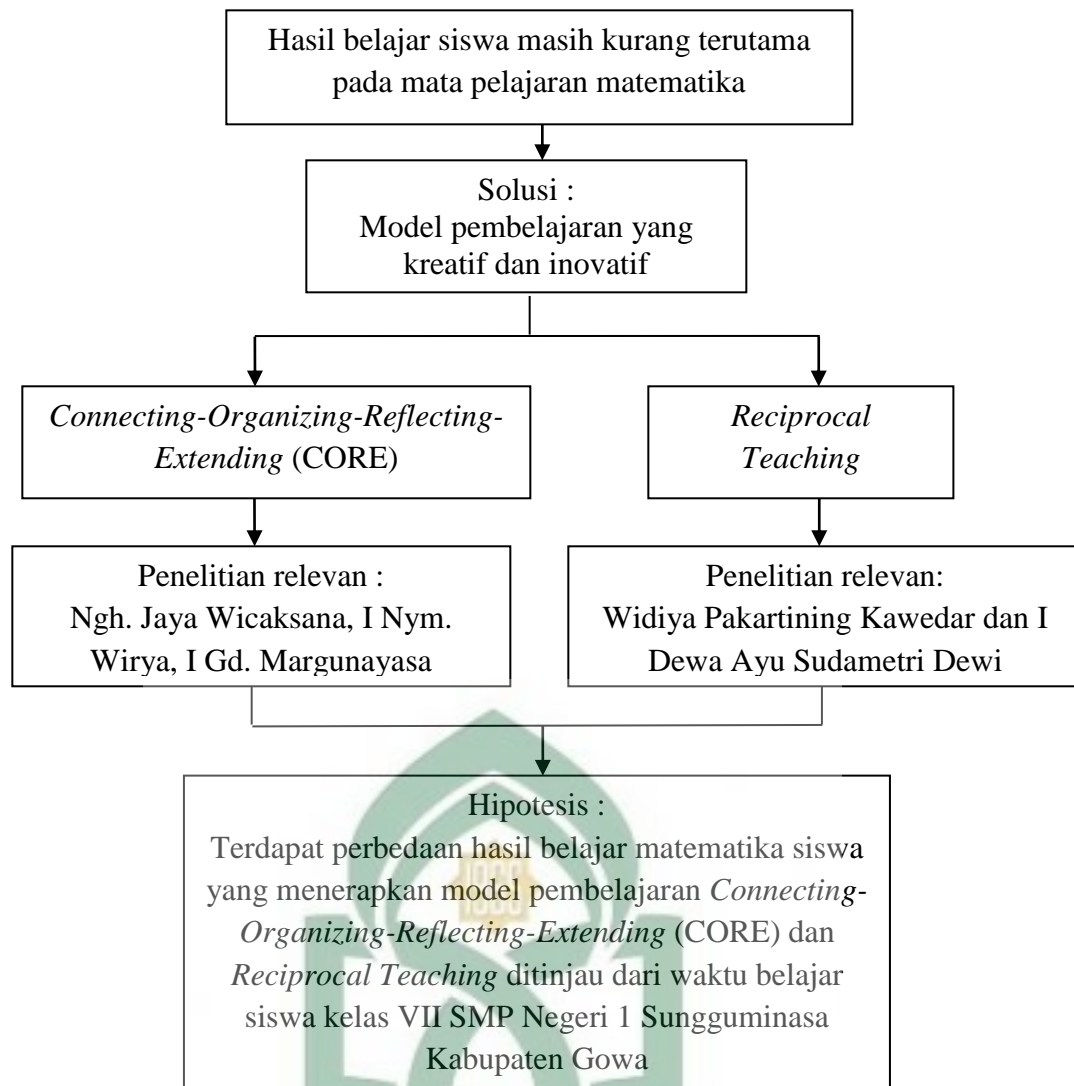 Hasil belajar siswa masih kurang terutama
pada mata pelajaran matematika
Solusi :
Model pembelajaran yang
kreatif dan inovatif
Connecting-Organizing-Reflecting-
Extending (CORE)
Reciprocal
Teaching
Penelitian relevan :
Ngh. Jaya Wicaksana, I Nym.
Wirya, I Gd. Margunayasa
Penelitian relevan:
Widiya Pakartining Kawedar dan I
Dewa Ayu Sudametri Dewi
Hipotesis :
Terdapat perbedaan hasil belajar matematika siswa
yang menerapkan model pembelajaran Connecting-
Organizing-Reflecting-Extending (CORE) dan
Reciprocal Teaching ditinjau dari waktu belajar
siswa kelas VII SMP Negeri 1 Sungguminasa
Kabupaten Gowa